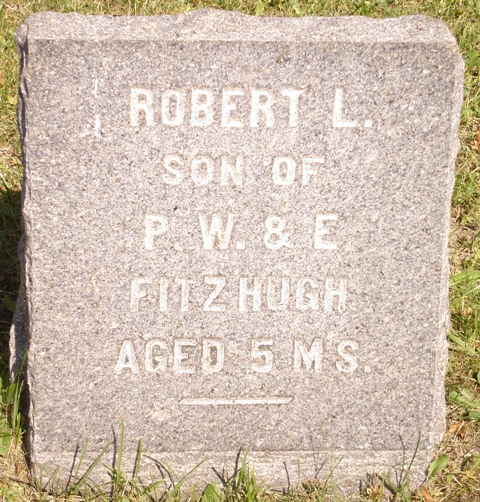 ROBERT L.
SON OF
P. W. & E
FITZHUGH
AGED 5 M'S.